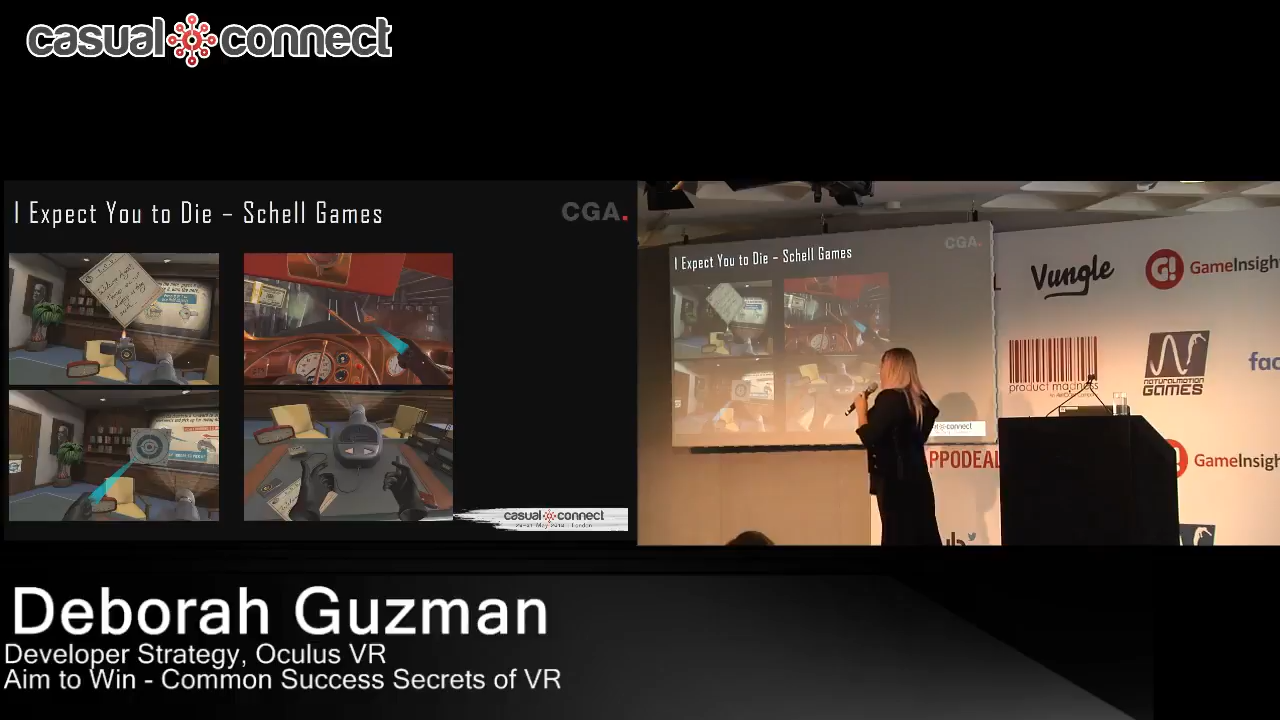 casual connect
I Expect You to Die – Schell Games
CGA.
casual connect
I Expect You to Die – Schell Games
CGA.
Vungle
G!
GameInsight
product madness
NATURALMOTION
GAMES
fac
APPODEAL
GameInsigh
Deborah Guzman
Developer Strategy, Oculus VR
Aim to Win - Common Success Secrets of VR